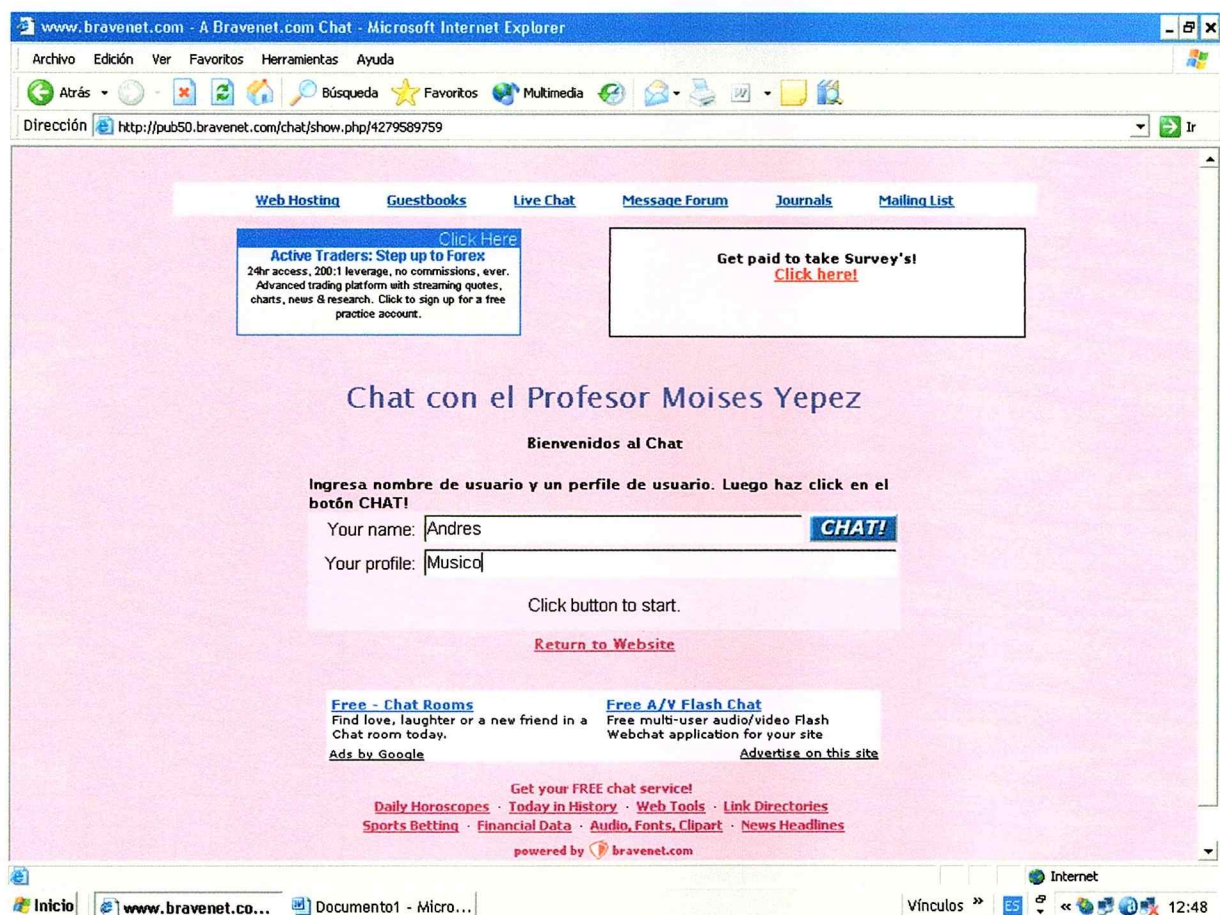 www.bravenet.com - A Bravenet.com Chat - Microsoft Internet Explorer
Archivo Edición Ver Favoritos Herramientas Ayuda
Atrás Búsqueda Favoritos Multimedia
Dirección http://pub50.bravenet.com/chat/show.php/4279589759 Ir
Web Hosting Guestbooks Live Chat Message Forum Journals Mailing List
Click Here
Active Traders: Step up to Forex
24hr access, 200:1 leverage, no commissions, ever.
Advanced trading platform with streaming quotes,
charts, news & research. Click to sign up for a free
practice account.
Get paid to take Survey's!
Click here!
Chat con el Profesor Moises Yepez
Bienvenidos al Chat
Ingresa nombre de usuario y un perfile de usuario. Luego haz click en el
botón CHAT!
Your name: Andres CHAT!
Your profile: Musico
Click button to start.
Return to Website
Free - Chat Rooms
Find love, laughter or a new friend in a
Chat room today.
Ads by Google
Free A/V Flash Chat
Free multi-user audio/video Flash
Webchat application for your site
Advertise on this site
Get your FREE chat service!
Daily Horoscopes · Today in History · Web Tools · Link Directories
Sports Betting · Financial Data · Audio, Fonts, Clipart · News Headlines
powered by bravenet.com
Internet
Inicio www.bravenet.co... Documento1 - Micro... Vínculos » ES « 12:48